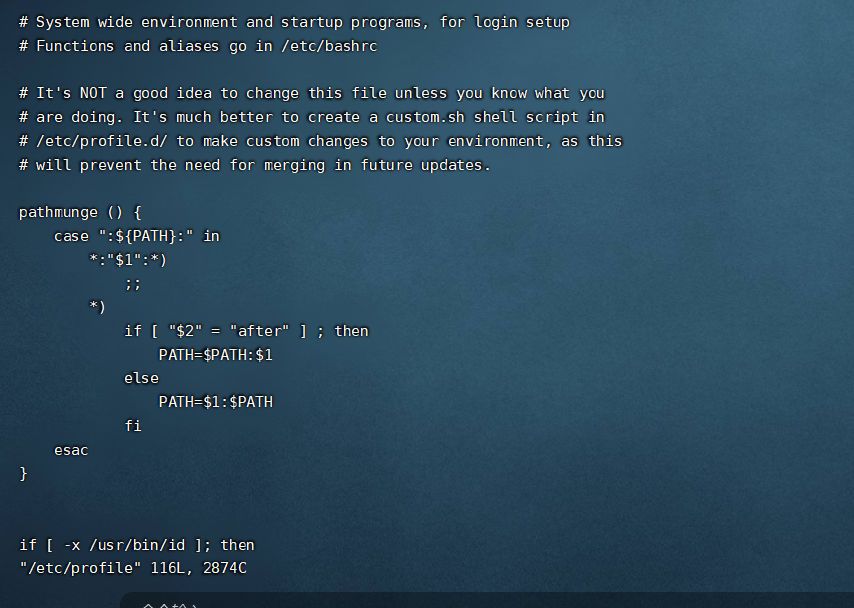 # System wide environment and startup programs, for login setup
# Functions and aliases go in /etc/bashrc
# It's NOT a good idea to change this file unless you know what you
# are doing. It's much better to create a custom.sh shell script in
# /etc/profile.d/ to make custom changes to your environment, as this
# will prevent the need for merging in future updates.
pathmunge () {
    case ":${PATH}:" in
        *:"$1":*)
            ;;
        *)
            if [ "$2" = "after" ] ; then
                PATH=$PATH:$1
            else
                PATH=$1:$PATH
            fi
    esac
}
if [ -x /usr/bin/id ]; then
"/etc/profile" 116L, 2874C